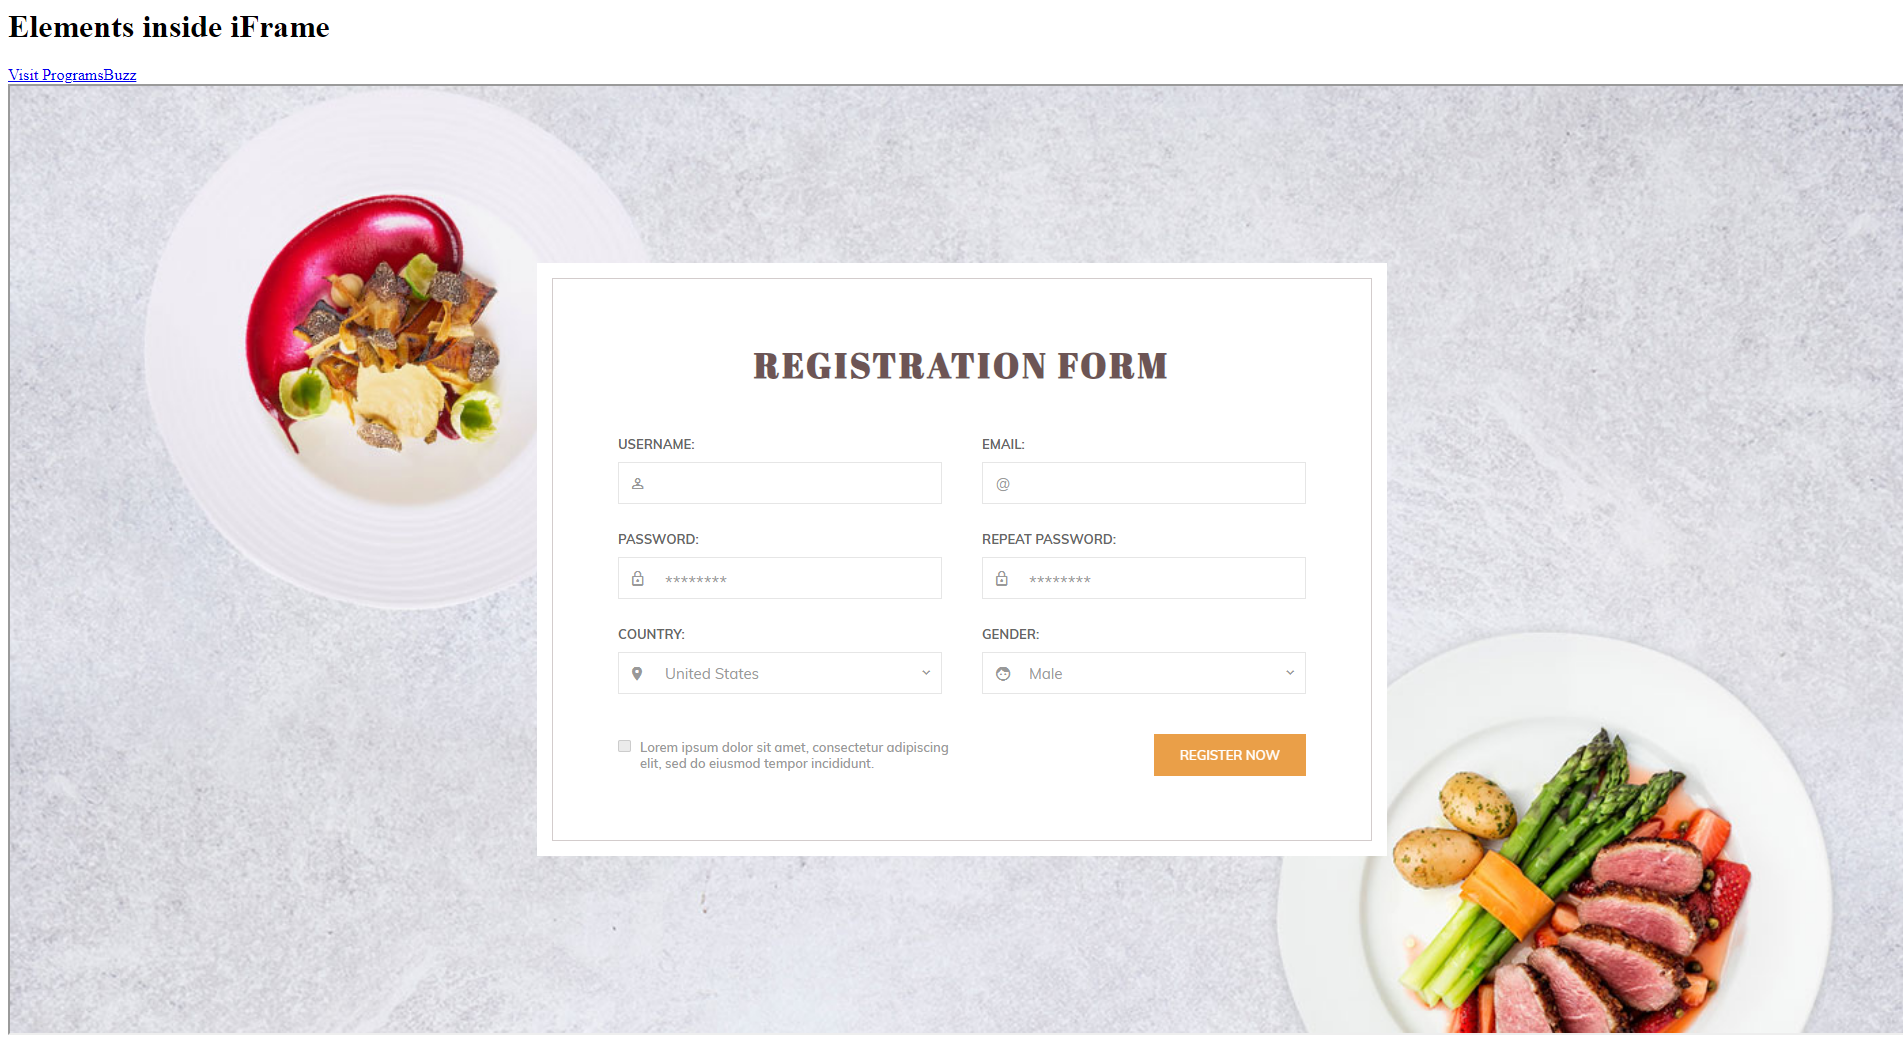 Elements inside iFrame
Visit ProgramsBuzz
REGISTRATION FORM
USERNAME:
EMAIL:
@
PASSWORD:
REPEAT PASSWORD:
********
********
COUNTRY:
GENDER:
United States
Male
Lorem ipsum dolor sit amet, consectetur adipiscing
elit, sed do eiusmod tempor incididunt.
REGISTER NOW